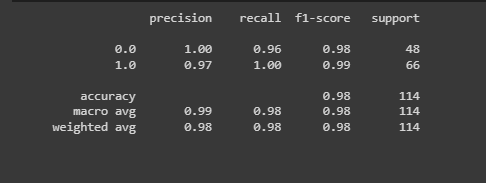 precision recall f1-score support
0.0 1.00 0.96 0.98 48
1.0 0.97 1.00 0.99 66
accuracy 0.98 114
macro avg 0.99 0.98 0.98 114
weighted avg 0.98 0.98 0.98 114